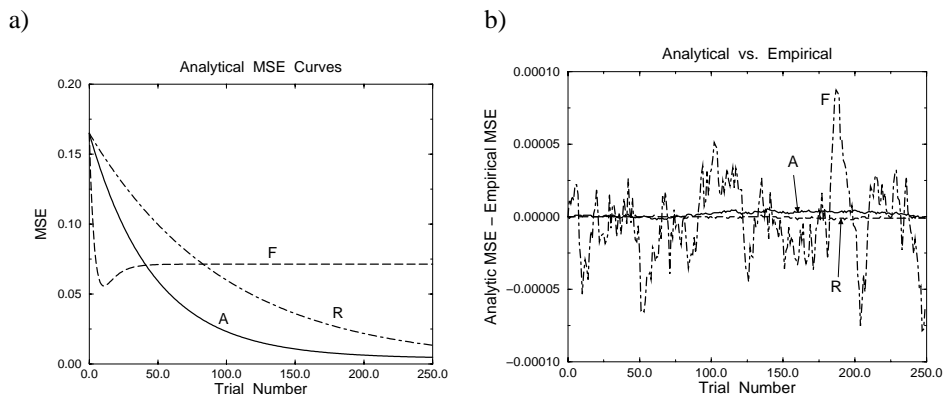 a)
Analytical MSE Curves
0.20
0.15
0.10
0.05
0.00
MSE
F
A
R
0.0 50.0 100.0 150.0 200.0 250.0
Trial Number
b)
Analytical vs. Empirical
0.00010
0.00005
0.00000
−0.00005
−0.00010
Analytic MSE − Empirical MSE
F
A
R
0.0 50.0 100.0 150.0 200.0 250.0
Trial Number